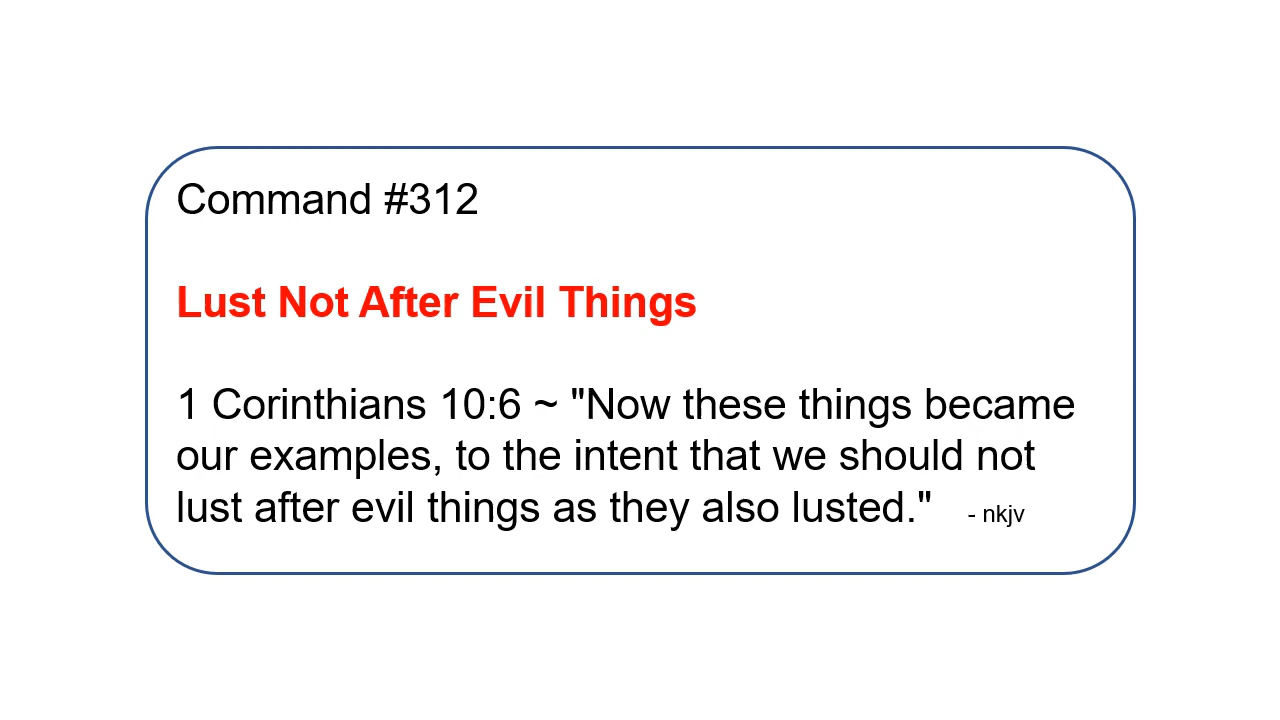 Command #312
Lust Not After Evil Things
1 Corinthians 10:6 ~ "Now these things became
our examples, to the intent that we should not
lust after evil things as they also lusted." - nkjv